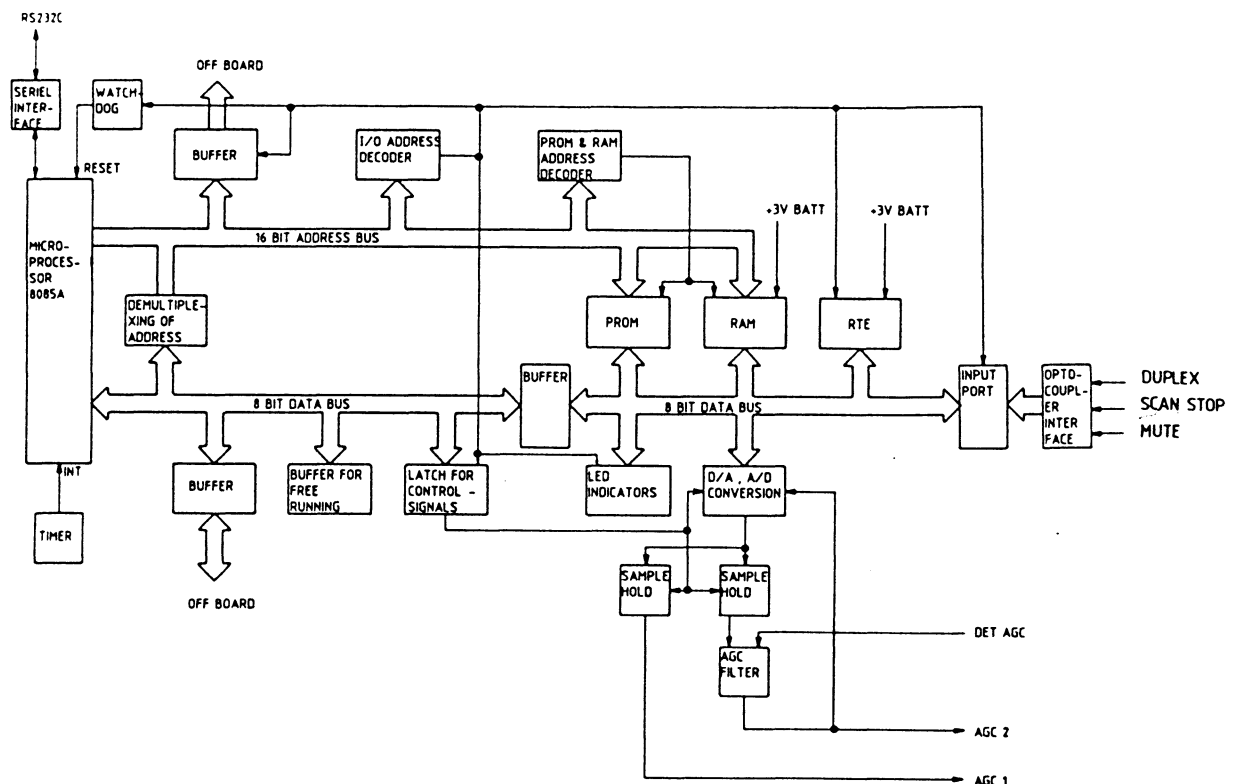 RS232C
OFF BOARD
SERIEL
INTER-
FACE
WATCH-
DOG
BUFFER
I/O ADDRESS
DECODER
PROM & RAM
ADDRESS
DECODER
RESET
+3V BATT
+3V BATT
16 BIT ADDRESS BUS
MICRO-
PROCES-
SOR
8085A
DEMULTIPLE-
XING OF
ADDRESS
PROM
RAM
RTE
BUFFER
INPUT
PORT
OPTO-
COUPL-
ER
INTER
FACE
DUPLEX
SCAN STOP
MUTE
8 BIT DATA BUS
8 BIT DATA BUS
INT
BUFFER
BUFFER FOR
FREE
RUNNING
LATCH FOR
CONTROL -
SIGNALS
LED
INDICATORS
D/A , A/D
CONVERSION
TIMER
SAMPLE
HOLD
SAMPLE
HOLD
OFF BOARD
DET AGC
AGC
FILTER
AGC 2
AGC 1